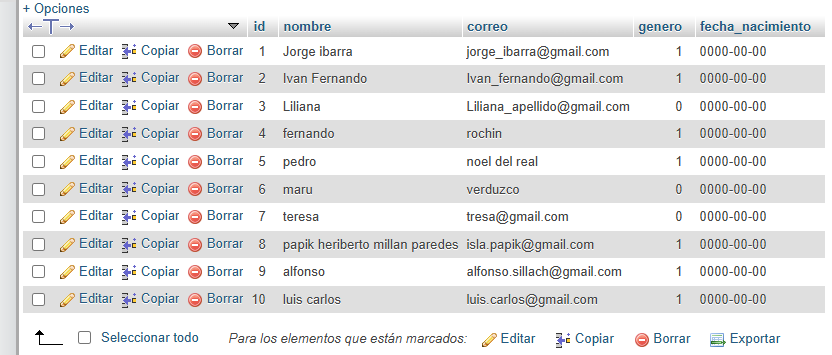 + Opciones
id nombre correo genero fecha_nacimiento
Editar Copiar Borrar 1 Jorge ibarra jorge_ibarra@gmail.com 1 0000-00-00
Editar Copiar Borrar 2 Ivan Fernando Ivan_fernando@gmail.com 1 0000-00-00
Editar Copiar Borrar 3 Liliana Liliana_apellido@gmail.com 0 0000-00-00
Editar Copiar Borrar 4 fernando rochin 1 0000-00-00
Editar Copiar Borrar 5 pedro noel del real 1 0000-00-00
Editar Copiar Borrar 6 maru verduzco 0 0000-00-00
Editar Copiar Borrar 7 teresa tresa@gmail.com 0 0000-00-00
Editar Copiar Borrar 8 papik heriberto millan paredes isla.papik@gmail.com 1 0000-00-00
Editar Copiar Borrar 9 alfonso alfonso.sillach@gmail.com 1 0000-00-00
Editar Copiar Borrar 10 luis carlos luis.carlos@gmail.com 1 0000-00-00
Seleccionar todo Para los elementos que están marcados: Editar Copiar Borrar Exportar